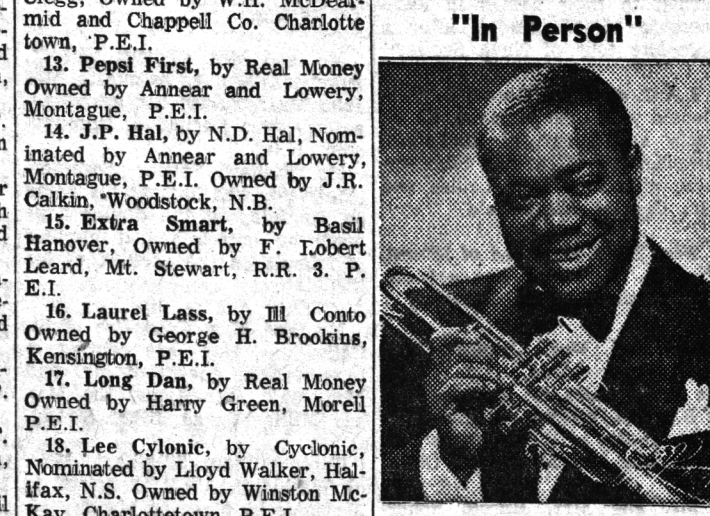 Clegg, Owned by W.H. McDear-
mid and Chappell Co. Charlotte
town, P.E.I.
13. Pepsi First, by Real Money
Owned by Annear and Lowery,
Montague, P.E.I.
14. J.P. Hal, by N.D. Hal, Nom-
inated by Annear and Lowery,
Montague, P.E.I. Owned by J.R.
Calkin, Woodstock, N.B.
15. Extra Smart, by Basil
Hanover, Owned by F. Robert
Leard, Mt. Stewart, R.R. 3. P.
E.I.
16. Laurel Lass, by Ill Conto
Owned by George H. Brookins,
Kensington, P.E.I.
17. Long Dan, by Real Money
Owned by Harry Green, Morell
P.E.I.
18. Lee Cylonic, by Cyclonic,
Nominated by Lloyd Walker, Hal-
ifax, N.S. Owned by Winston Mc-
Kay, Charlottetown, P.E.I.
"In Person"